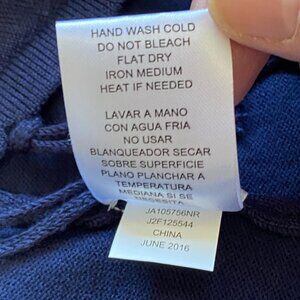 HAND WASH COLD
DO NOT BLEACH
FLAT DRY
IRON MEDIUM
HEAT IF NEEDED
LAVAR A MANO
CON AGUA FRIA
NO USAR
BLANQUEADOR SECAR
SOBRE SUPERFICIE
PLANO PLANCHAR A
TEMPERATURA
MEDIANA SI SE
NECESITA
JA105756NR
J2F125544
CHINA
JUNE 2016